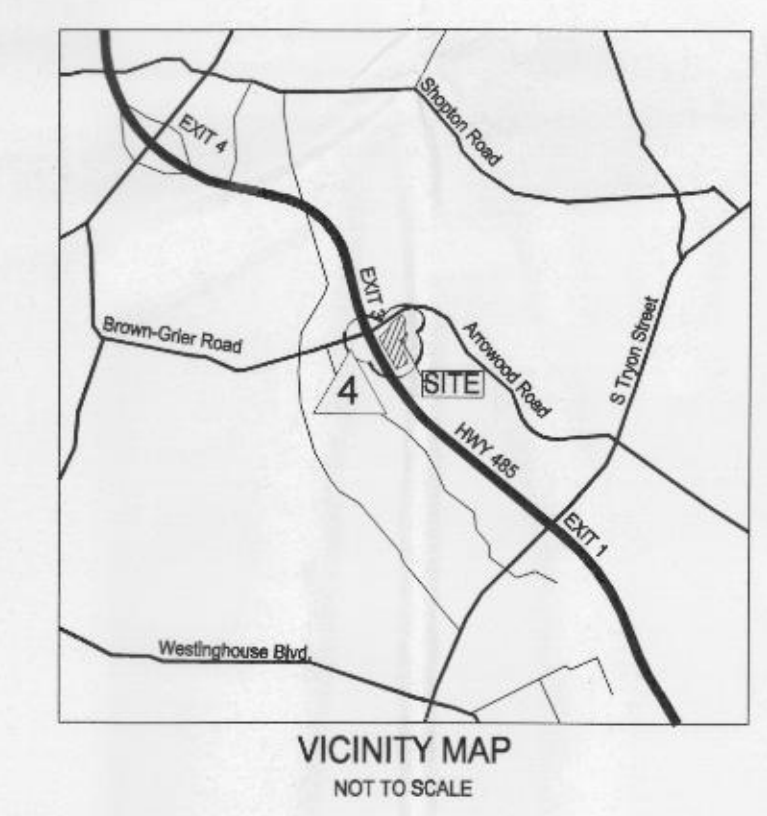 EXIT 4
Shopton Road
EXIT 3
Brown-Grier Road
Arrowood Road
S Tryon Street
SITE
4
HWY 485
EXIT 1
Westinghouse Blvd.
VICINITY MAP
NOT TO SCALE